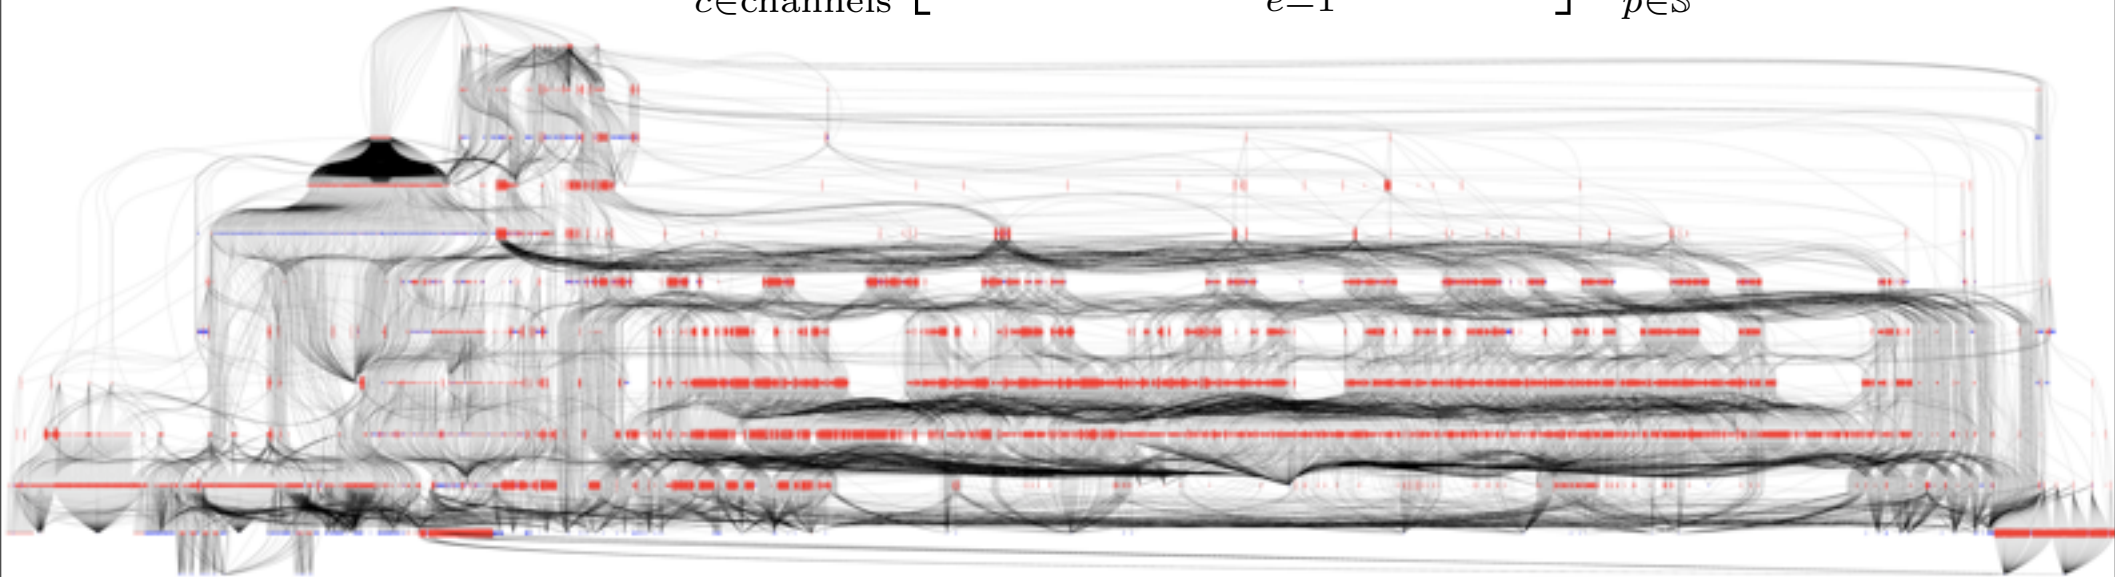 c∈channels [ e=1 ] p∈S